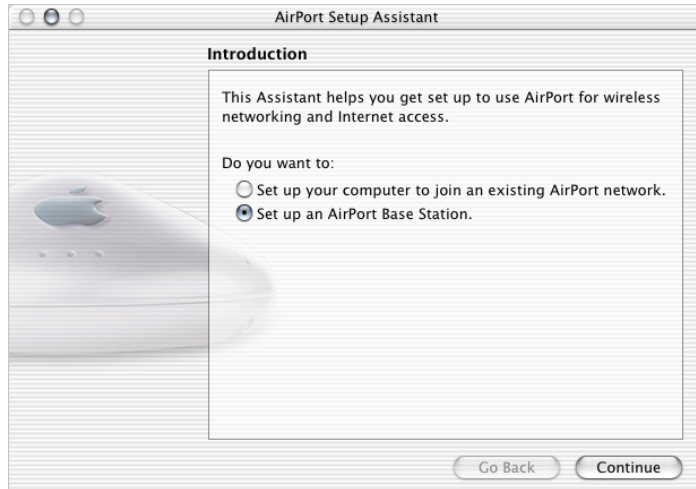 AirPort Setup Assistant
Introduction
This Assistant helps you get set up to use AirPort for wireless
networking and Internet access.
Do you want to:
Set up your computer to join an existing AirPort network.
Set up an AirPort Base Station.
Go Back
Continue